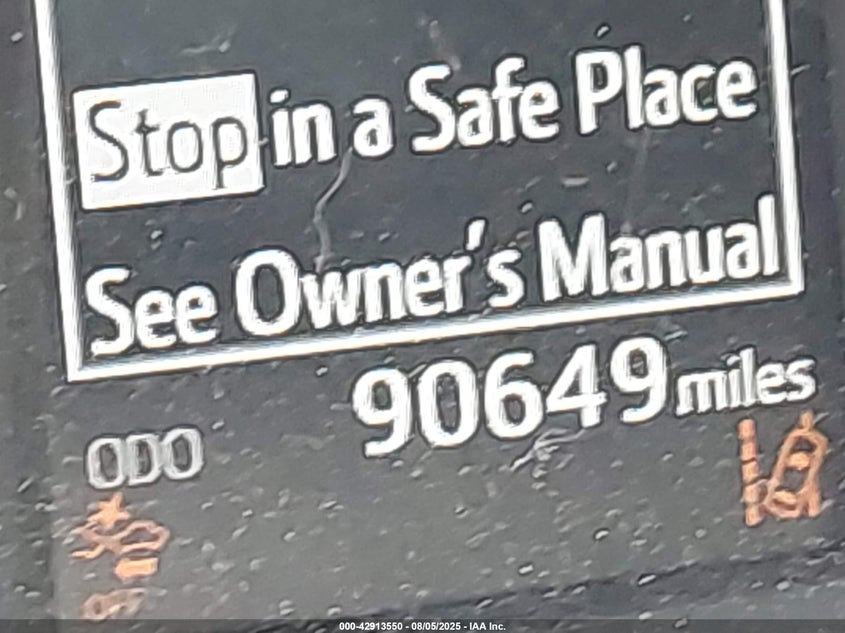 Stop in a Safe Place
See Owner's Manual
90649 miles
ODO
000-42913550 - 08/05/2025 - IAA Inc.